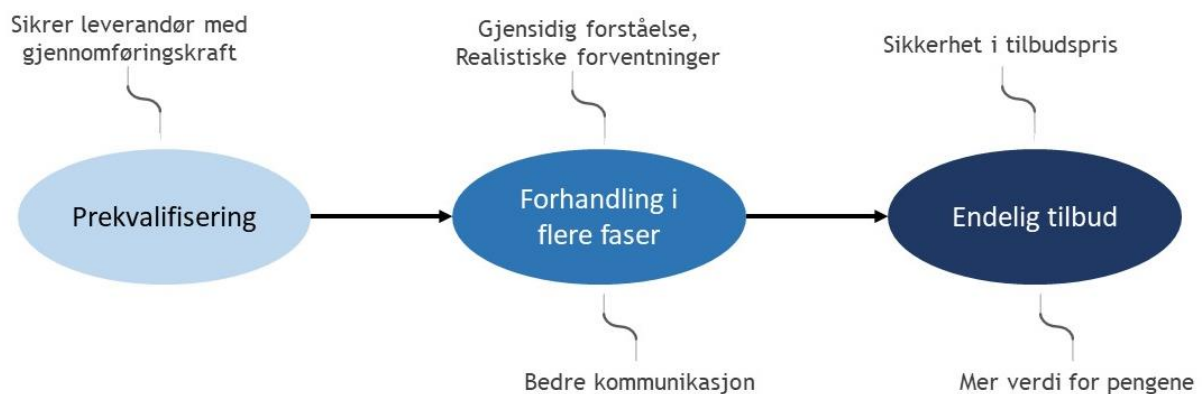 Sikrer leverandør med
gjennomføringskraft
Gjensidig forståelse,
Realistiske forventninger
Sikkerhet i tilbudspris
Prekvalifisering
Forhandling i
flere faser
Endelig tilbud
Bedre kommunikasjon
Mer verdi for pengene